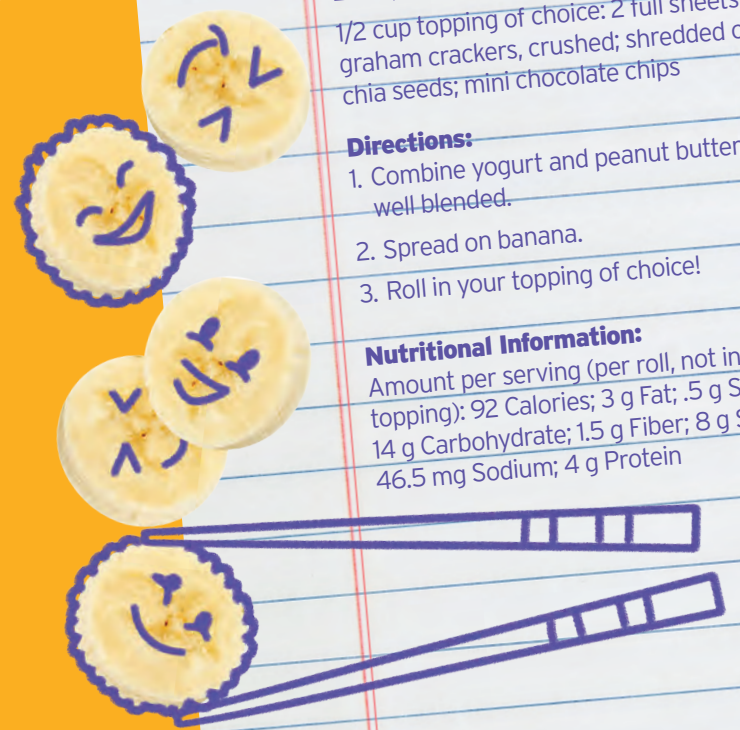 1/2 cup topping of choice: 2 full sheets
graham crackers, crushed; shredded
chia seeds; mini chocolate chips
Directions:
1. Combine yogurt and peanut butter
well blended.
2. Spread on banana.
3. Roll in your topping of choice!
Nutritional Information:
Amount per serving (per roll, not in
topping): 92 Calories; 3 g Fat; .5 g S
14 g Carbohydrate; 1.5 g Fiber; 8 g S
46.5 mg Sodium; 4 g Protein